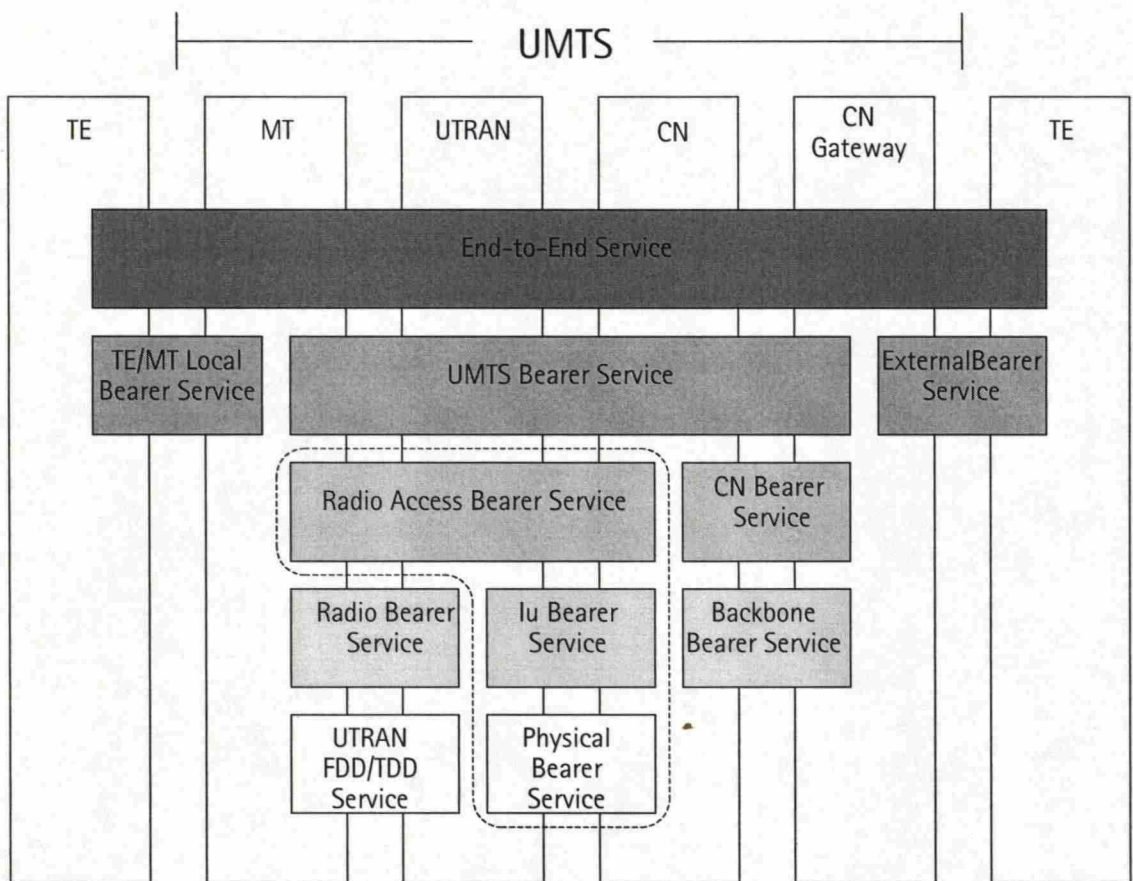 UMTS
TE
MT
UTRAN
CN
CN
Gateway
TE
End-to-End Service
TE/MT Local
Bearer Service
UMTS Bearer Service
ExternalBearer
Service
Radio Access Bearer Service
CN Bearer
Service
Radio Bearer
Service
Iu Bearer
Service
Backbone
Bearer Service
UTRAN
FDD/TDD
Service
Physical
Bearer
Service